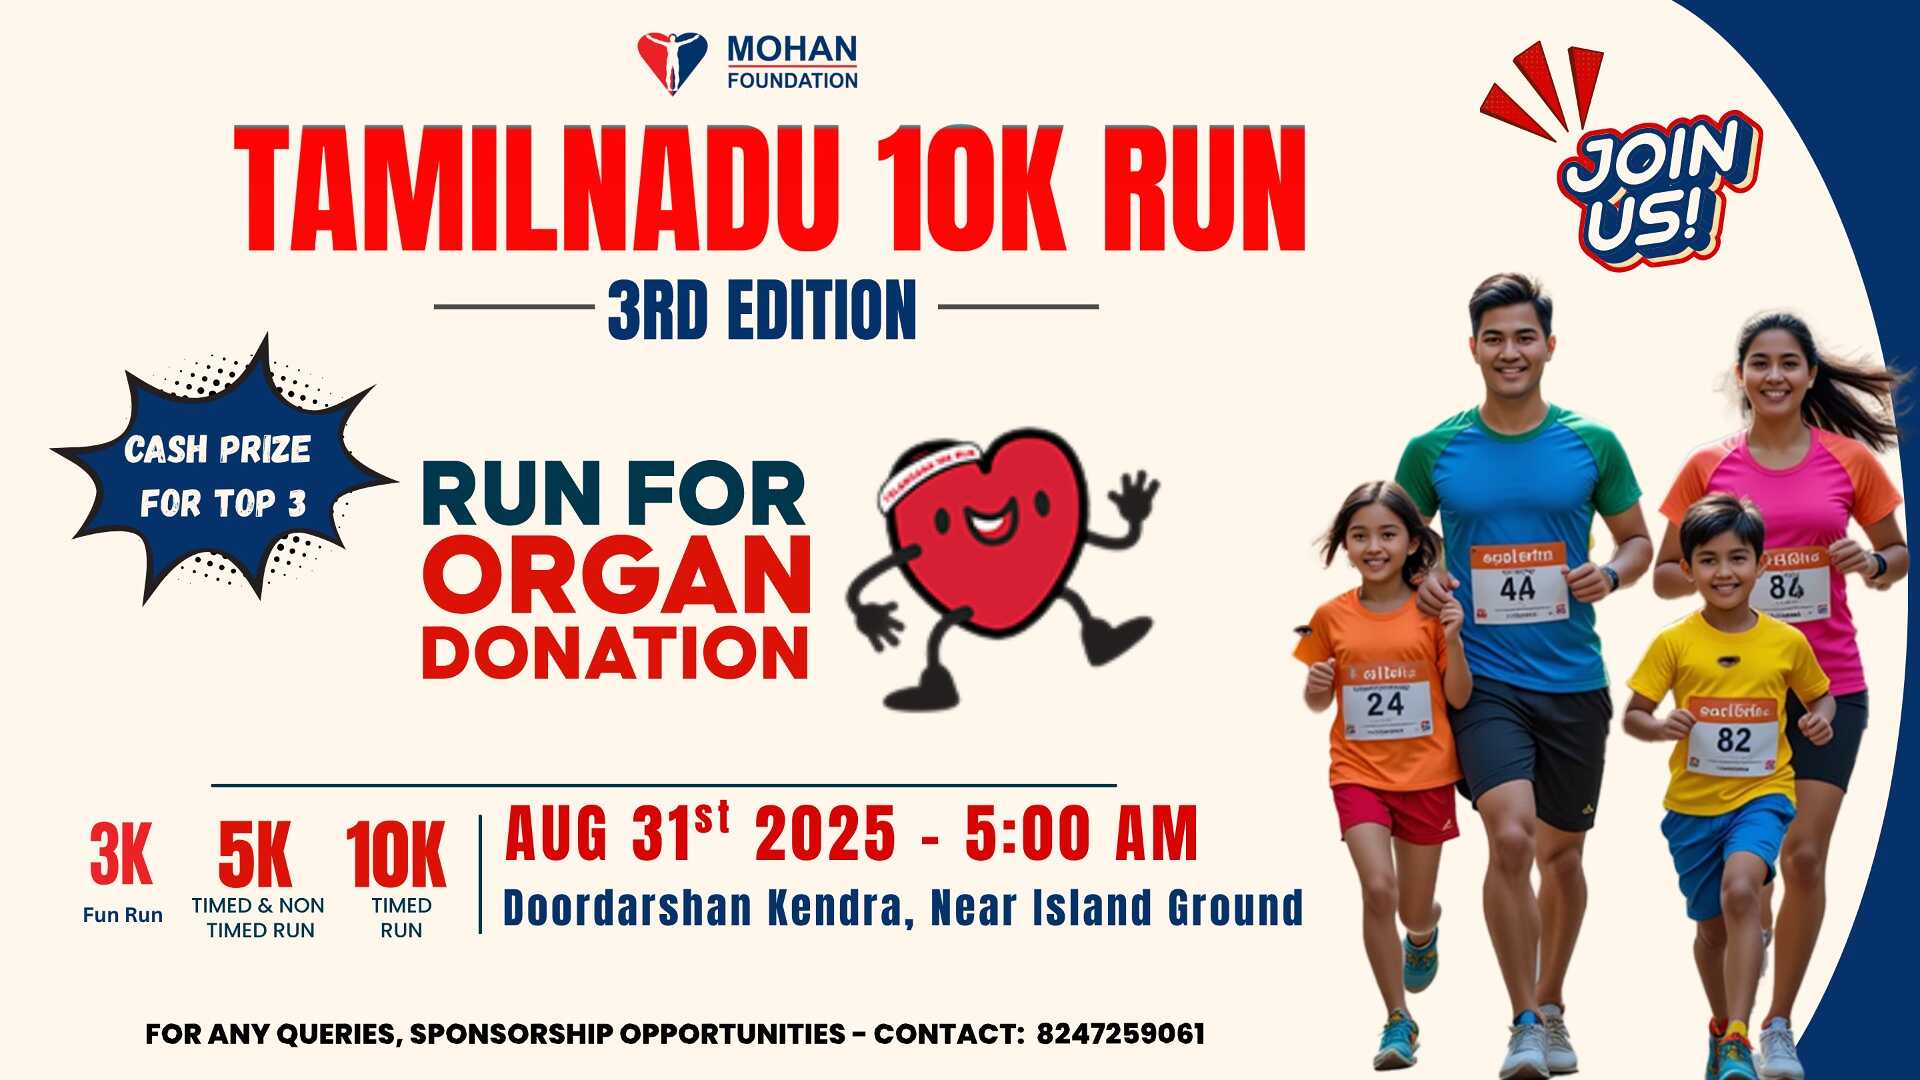 MOHAN
FOUNDATION
TAMILNADU 10K RUN
3RD EDITION
JOIN
US!
CASH PRIZE
FOR TOP 3
RUN FOR
ORGAN
DONATION
44
84
24
82
3K
Fun Run
5K
TIMED & NON
TIMED RUN
10K
TIMED
RUN
AUG 31st 2025 - 5:00 AM
Doordarshan Kendra, Near Island Ground
FOR ANY QUERIES, SPONSORSHIP OPPORTUNITIES - CONTACT: 8247259061